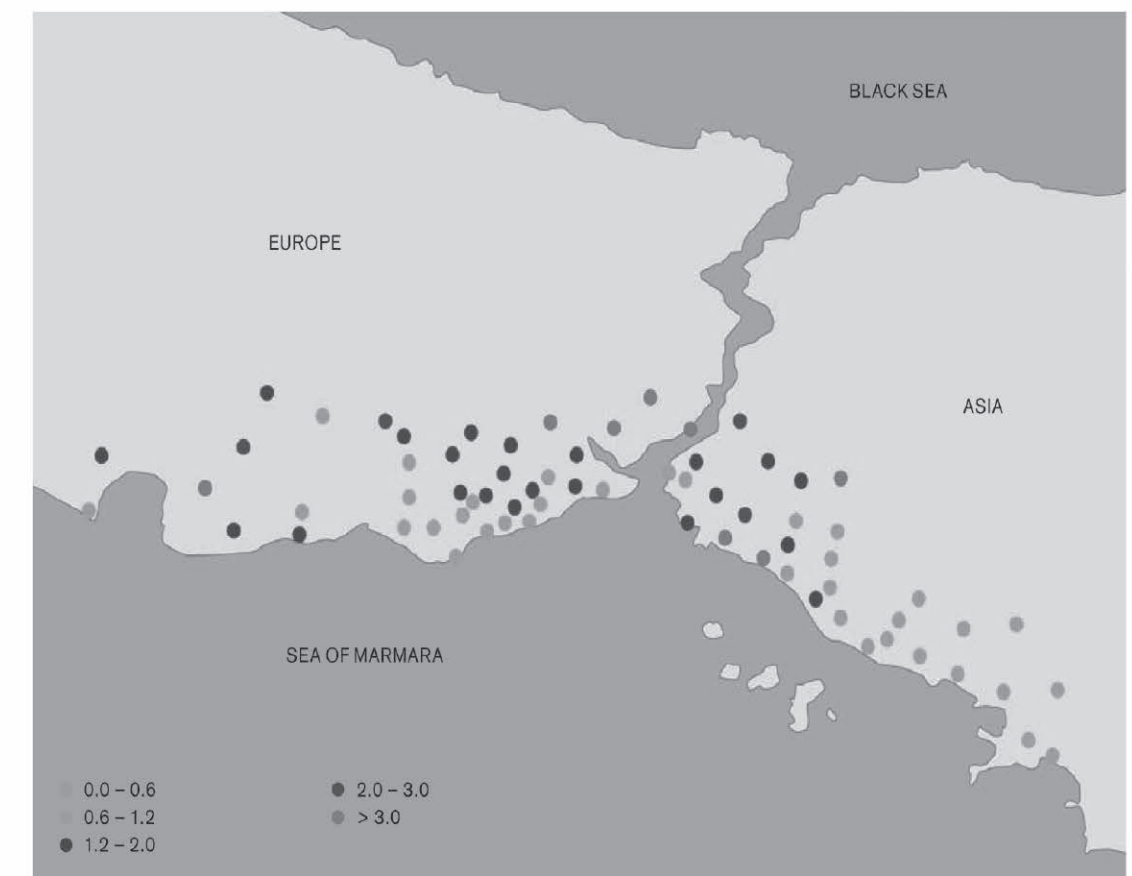 BLACK SEA
EUROPE
ASIA
SEA OF MARMARA
0.0 – 0.6
0.6 – 1.2
1.2 – 2.0
2.0 – 3.0
> 3.0